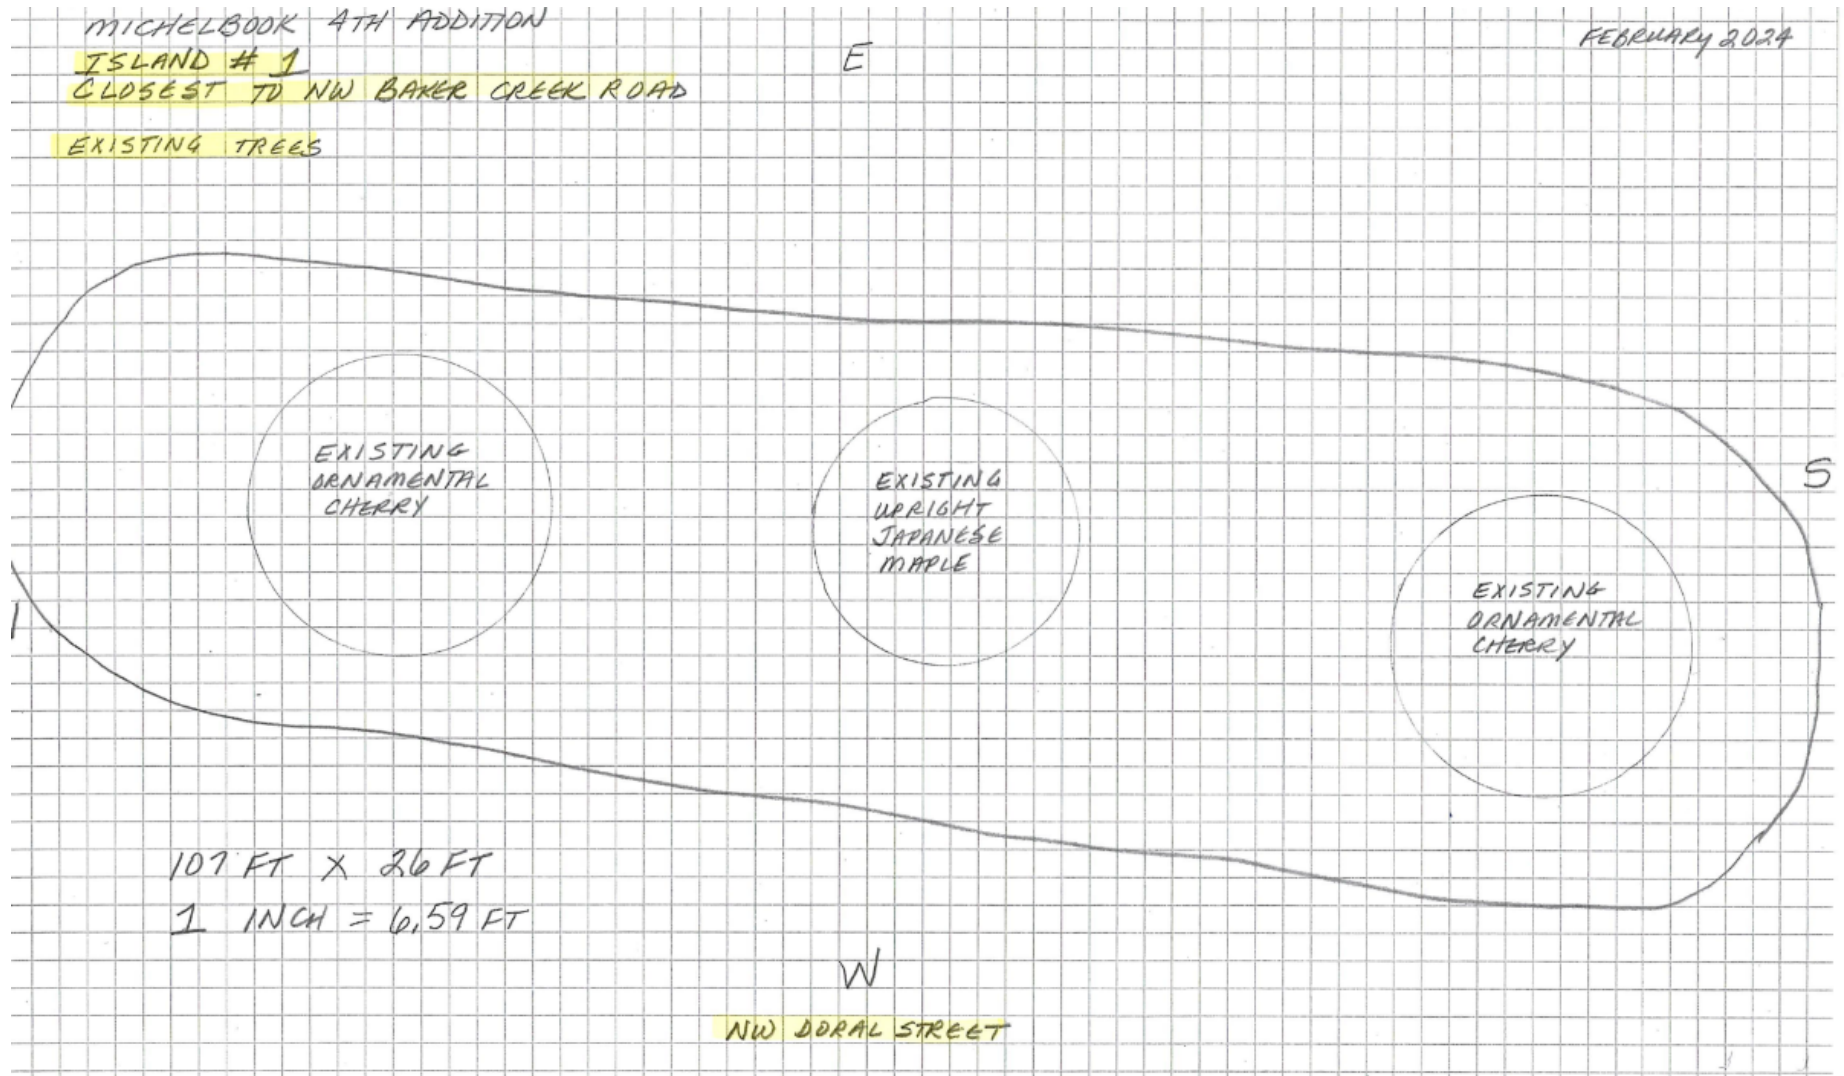 MICHELBOOK 4TH ADDITION
FEBRUARY 2024
ISLAND # 1
CLOSEST TO NW BAKER CREEK ROAD
E
EXISTING TREES
EXISTING
ORNAMENTAL
CHERRY
EXISTING
UPRIGHT
JAPANESE
MAPLE
S
EXISTING
ORNAMENTAL
CHERRY
107 FT X 26 FT
1 INCH = 6.59 FT
W
NW DORAL STREET